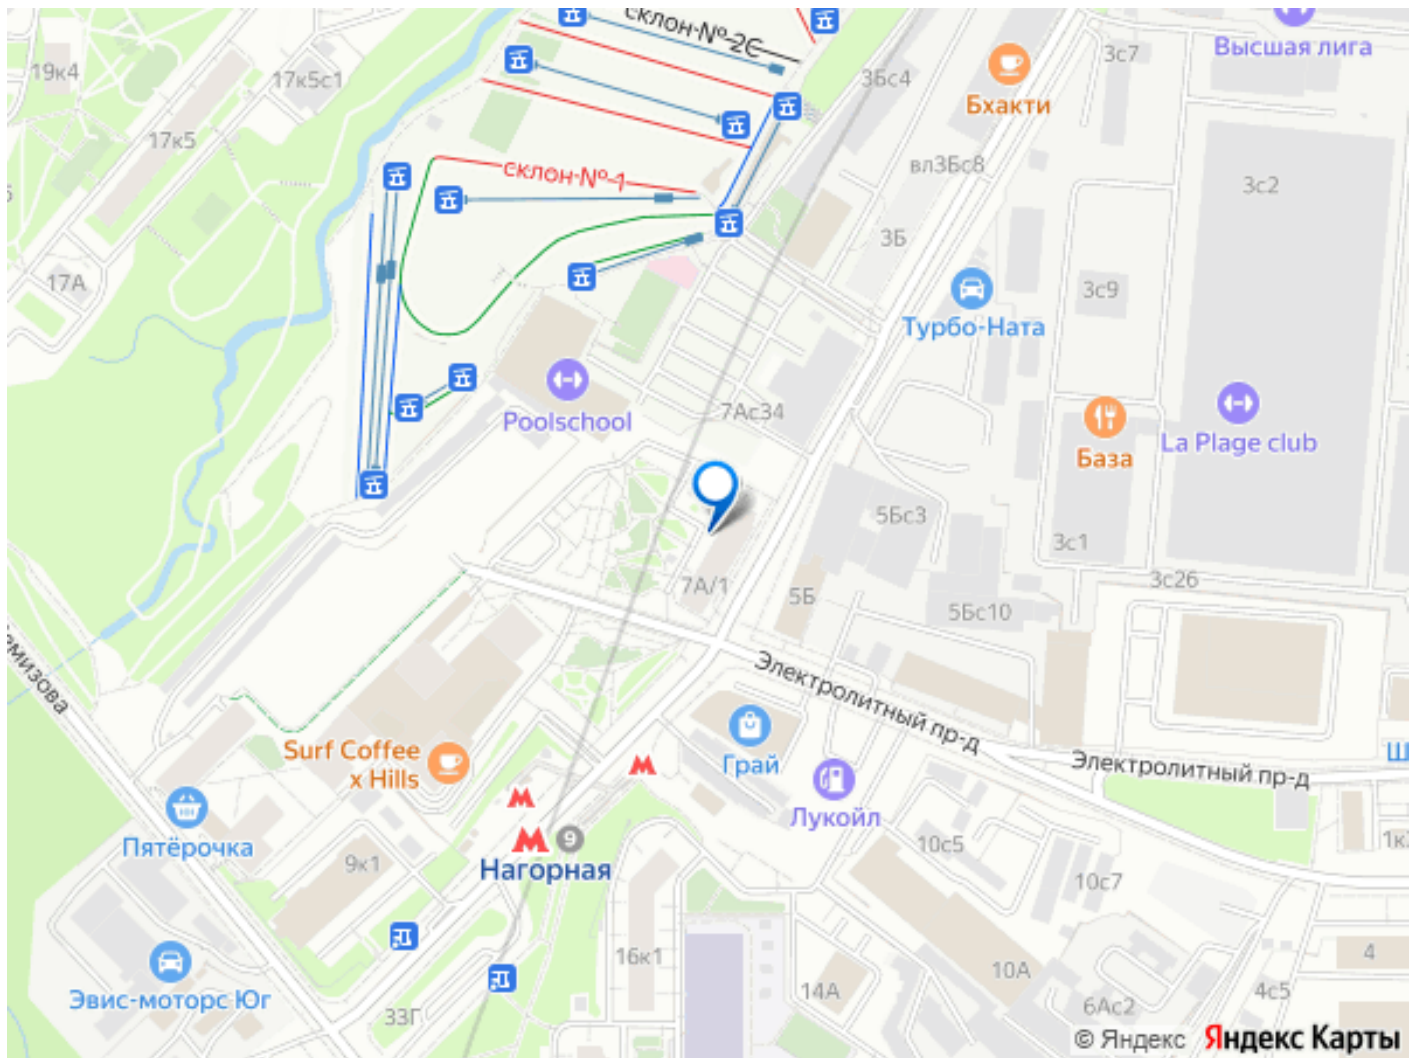 склон № 2С
Высшая лига
3с7
19к4
17к5с1
3Бс4
Бхакти
17к5
вл3Бс8
склон № 1
3с2
3Б
17А
3с9
Турбо-Ната
7Ас34
Poolschool
La Plage club
База
5Бс3
3с1
7А/1
5Б
3с26
5Бс10
Электролитный пр-д
Электролитный пр-д
Surf Coffee
x Hills
Грай
Лукойл
Пятёрочка
9
Нагорная
9к1
10с5
10с7
16к1
10А
14А
4
4с5
6Ас2
Эвис-моторс Юг
33Г
© Яндекс Яндекс Карты